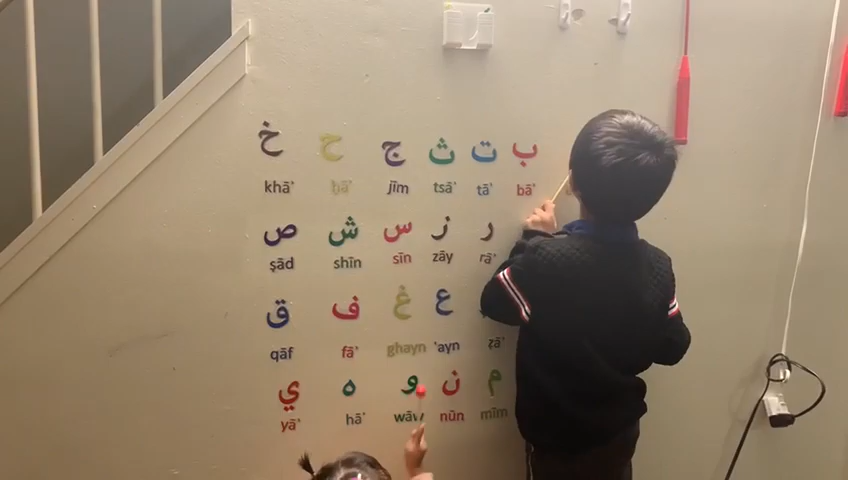 ب ت ث ج ح خ
bā' tā' tsā' jīm ḥā' khā'
ر ز س ش ص
rā' zāy sīn shīn ṣād
ع غ ف ق
ẓā' 'ayn ghayn fā' qāf
م ن و ه ي
mīm nūn wāw hā' yā'